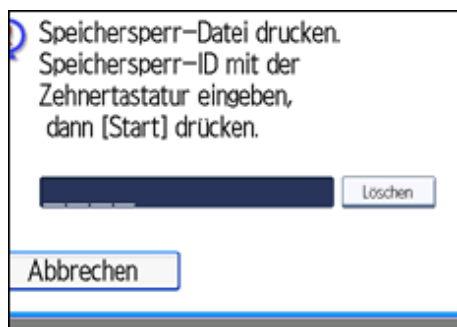 Speichersperr-Datei drucken.
Speichersperr-ID mit der
Zehnertastatur eingeben,
dann [Start] drücken.
Löschen
Abbrechen